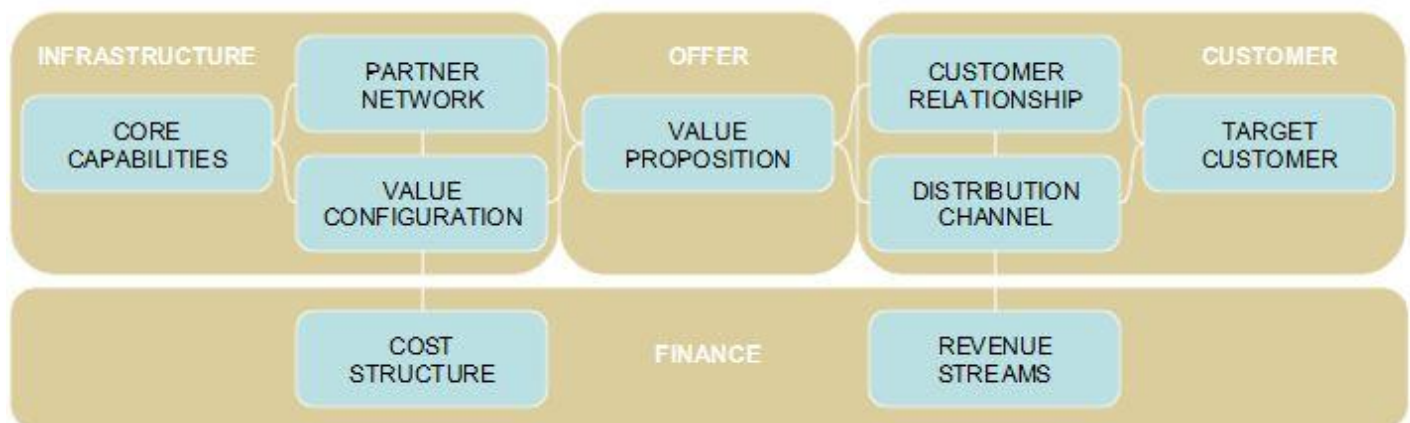 INFRASTRUCTURE
PARTNER
NETWORK
CORE
CAPABILITIES
VALUE
CONFIGURATION
OFFER
VALUE
PROPOSITION
CUSTOMER
RELATIONSHIP
DISTRIBUTION
CHANNEL
CUSTOMER
TARGET
CUSTOMER
COST
STRUCTURE
FINANCE
REVENUE
STREAMS